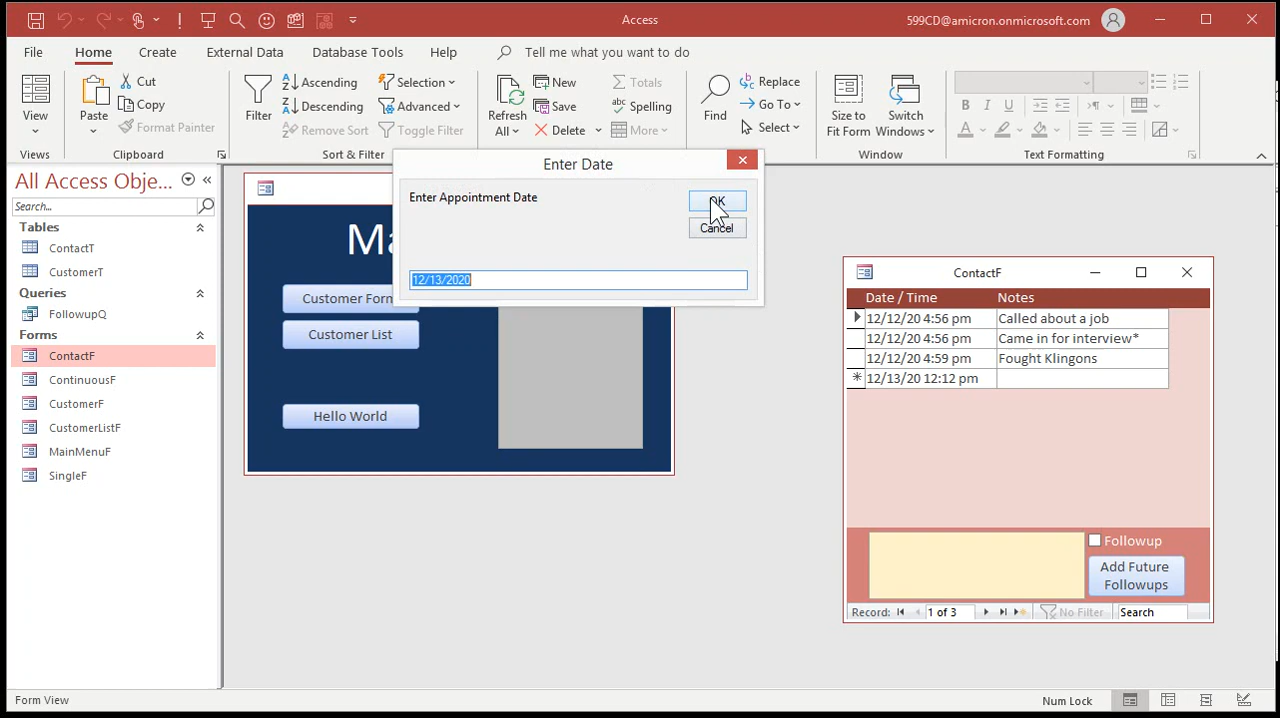 Access
599CD@amicron.onmicrosoft.com
File Home Create External Data Database Tools Help Tell me what you want to do
View
Views
Paste
Cut
Copy
Format Painter
Clipboard
Filter
Ascending
Descending
Remove Sort
Selection
Advanced
Toggle Filter
Sort & Filter
Refresh
All
New
Save
Delete
Totals
Spelling
More
Find
Replace
Go To
Select
Size to
Fit Form
Switch
Windows
Window
B I U
A
Text Formatting
All Access Obje...
Search...
Tables
ContactT
CustomerT
Queries
FollowupQ
Forms
ContactF
ContinuousF
CustomerF
CustomerListF
MainMenuF
SingleF
Ma
Customer Form
Customer List
Hello World
Enter Date
Enter Appointment Date
OK
Cancel
12/13/2020
ContactF
Date / Time Notes
12/12/20 4:56 pm Called about a job
12/12/20 4:56 pm Came in for interview*
12/12/20 4:59 pm Fought Klingons
12/13/20 12:12 pm
Followup
Add Future
Followups
Record: 1 of 3 No Filter Search
Form View
Num Lock